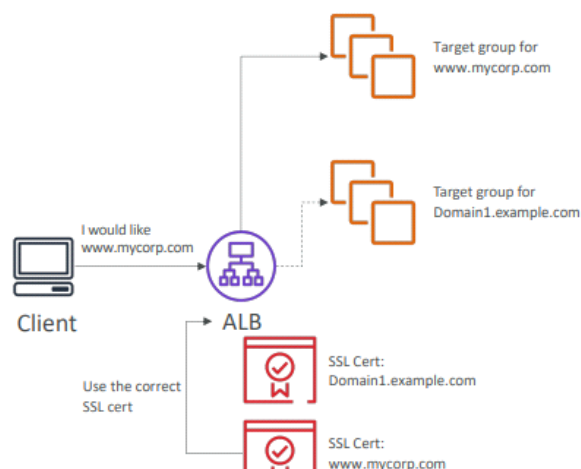 Target group for
www.mycorp.com
Target group for
Domain1.example.com
I would like
www.mycorp.com
Client
ALB
Use the correct
SSL cert
SSL Cert:
Domain1.example.com
SSL Cert:
www.mycorp.com